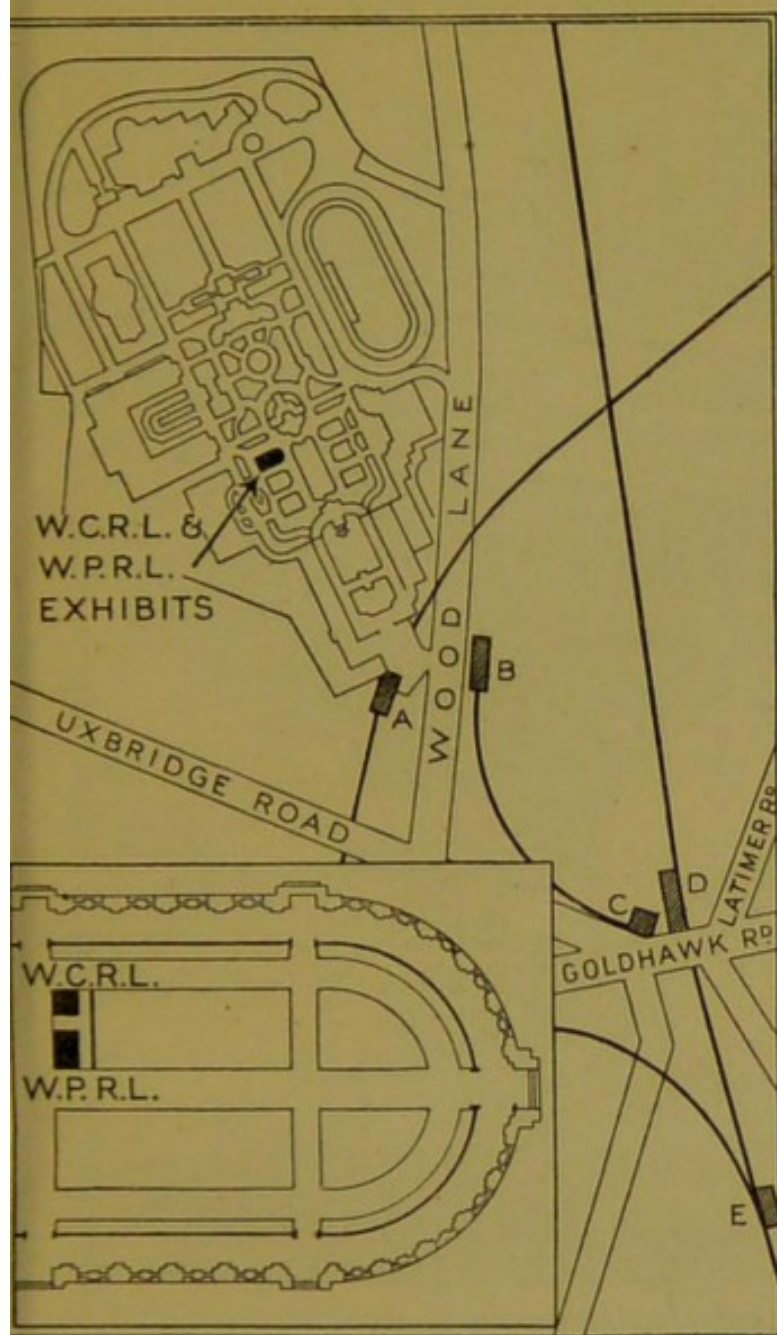 WOOD LANE
W.C.R.L. &
W.P.R.L.
EXHIBITS
A
B
UXBRIDGE ROAD
C
D
LATIMER RD
GOLDHAWK RD
W.C.R.L.
W.P.R.L.
E